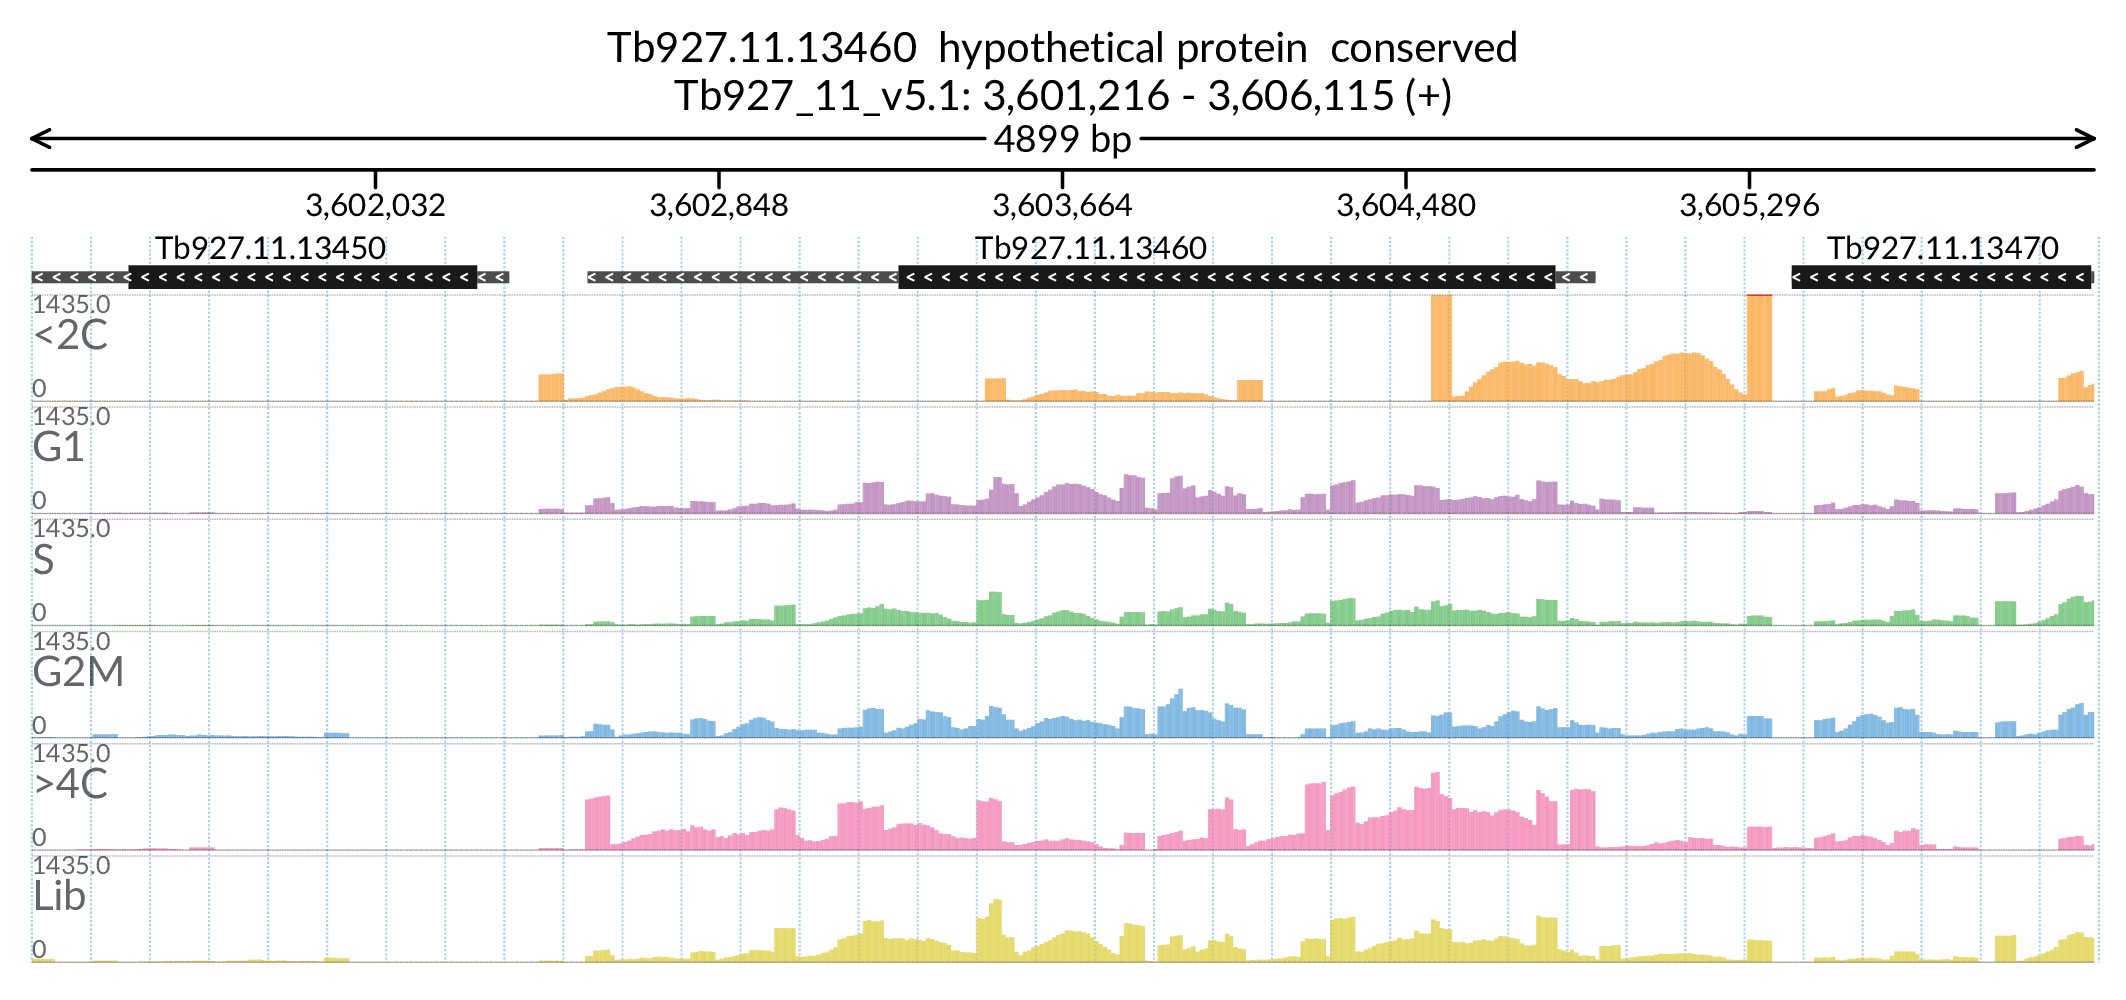 Tb927.11.13460 hypothetical protein conserved
Tb927_11_v5.1: 3,601,216 - 3,606,115 (+)
4899 bp
3,602,032 3,602,848 3,603,664 3,604,480 3,605,296
Tb927.11.13450 Tb927.11.13460 Tb927.11.13470
1435.0
<2C
0
1435.0
G1
0
1435.0
S
0
1435.0
G2M
0
1435.0
>4C
0
1435.0
Lib
0